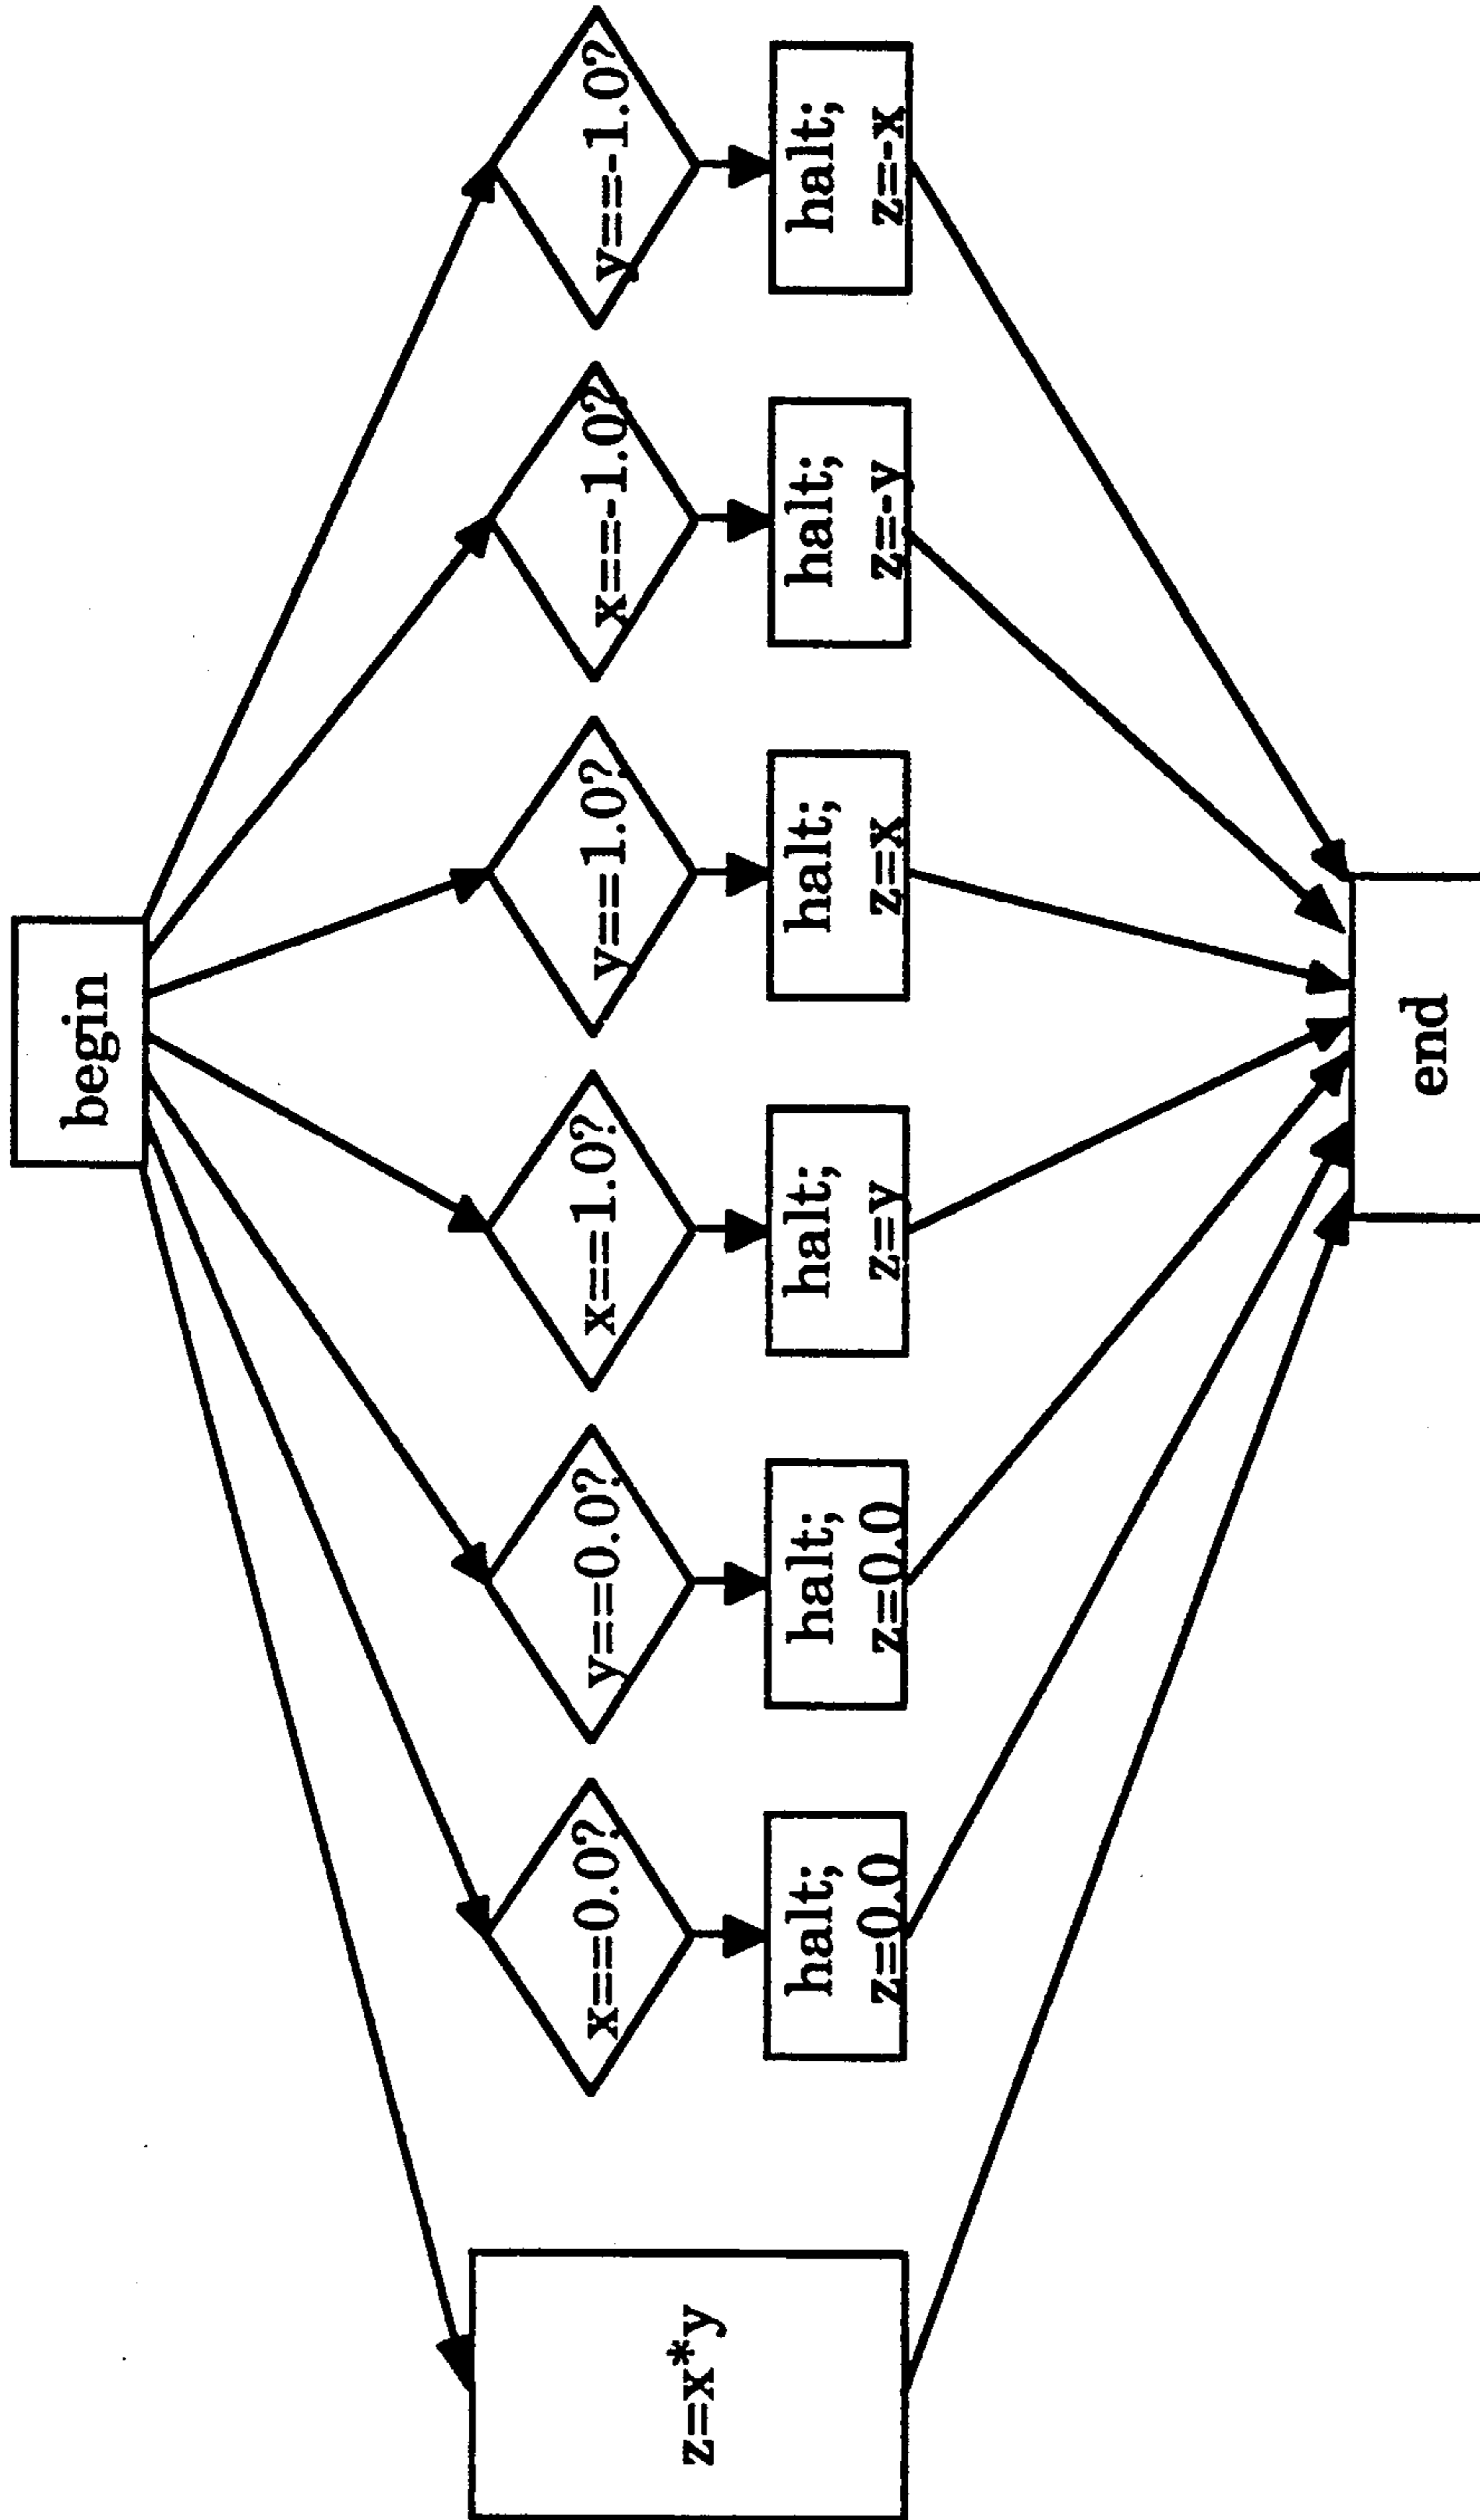 begin
x==0.0?
y==0.0?
x==1.0?
y==1.0?
x==-1.0?
y==-1.0?
z=x*y
halt;
z=0.0
halt;
z=0.0
halt;
z=y
halt;
z=x
halt;
z=-y
halt;
z=-x
end